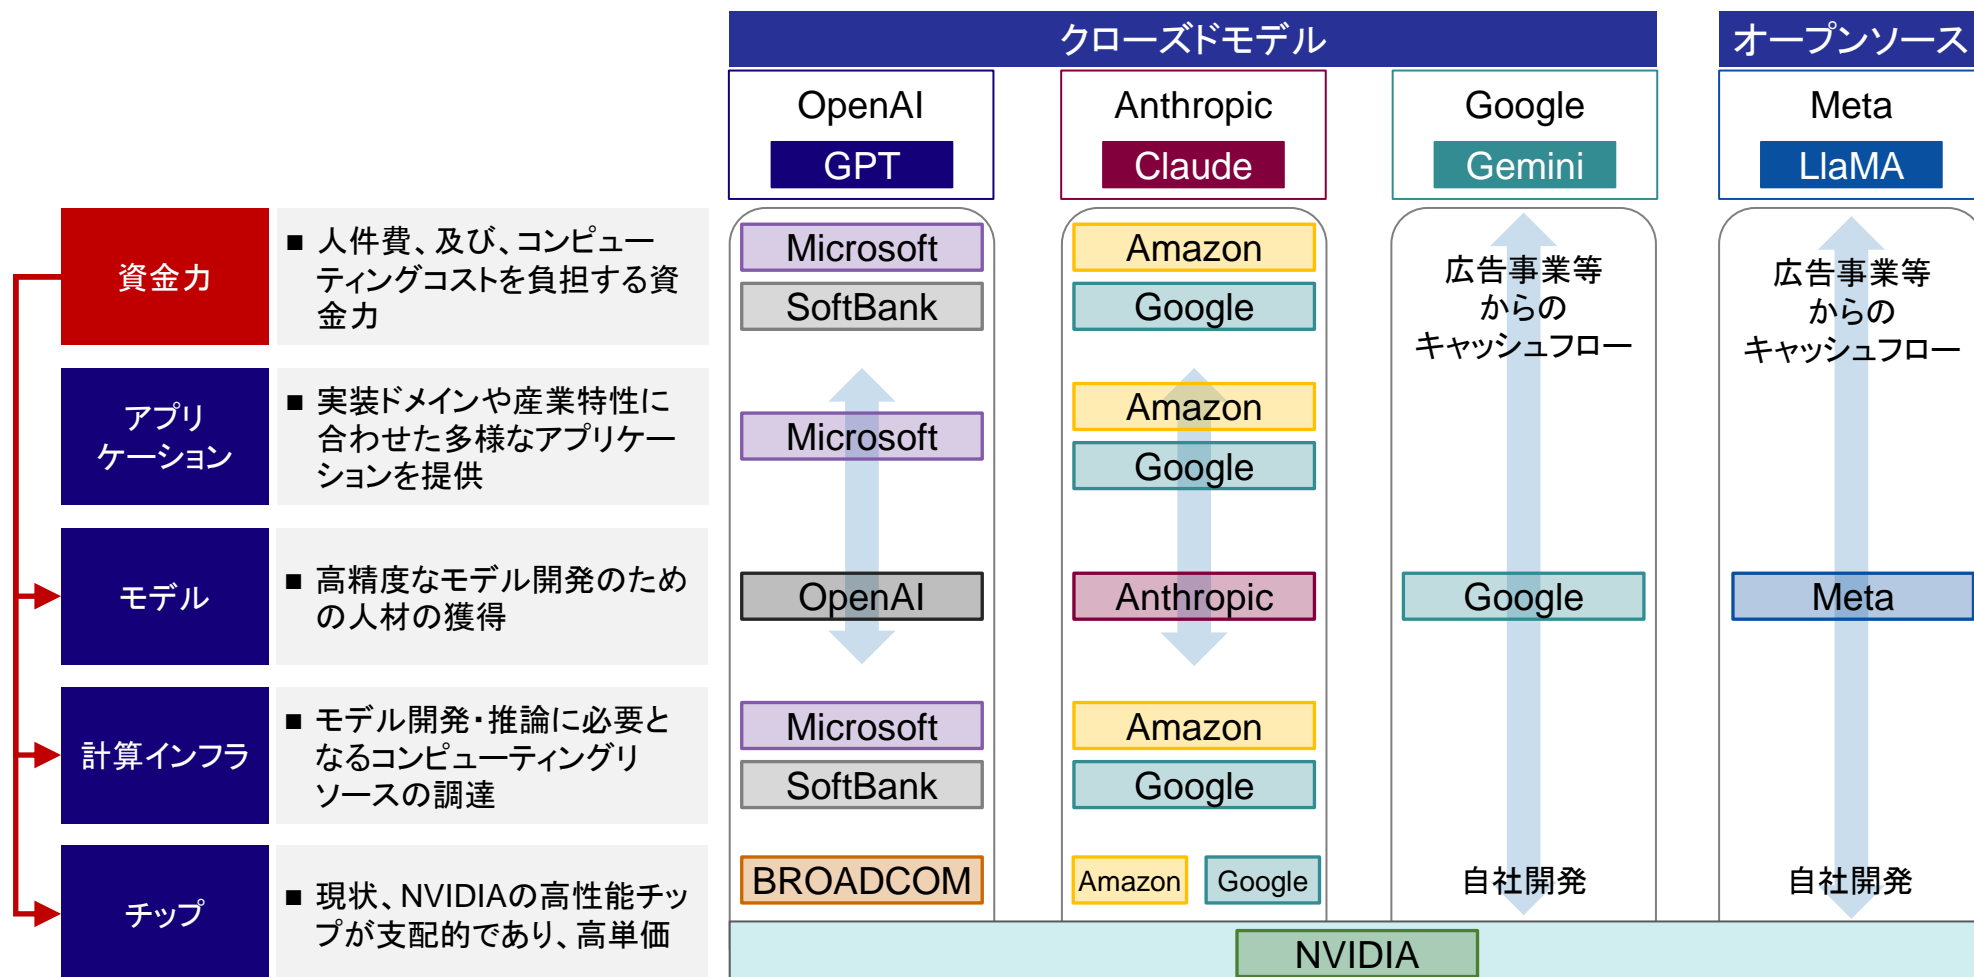 クローズドモデル
オープンソース
OpenAI
GPT
Anthropic
Claude
Google
Gemini
Meta
LlaMA
資金力
■ 人件費、及び、コンピュー
ティングコストを負担する資
金力
Microsoft
SoftBank
Amazon
Google
広告事業等
からの
キャッシュフロー
広告事業等
からの
キャッシュフロー
アプリ
ケーション
■ 実装ドメインや産業特性に
合わせた多様なアプリケー
ションを提供
Microsoft
Amazon
Google
モデル
■ 高精度なモデル開発のため
の人材の獲得
OpenAI
Anthropic
Google
Meta
計算インフラ
■ モデル開発・推論に必要と
なるコンピューティングリ
ソースの調達
Microsoft
SoftBank
Amazon
Google
チップ
■ 現状、NVIDIAの高性能チッ
プが支配的であり、高単価
BROADCOM
Amazon
Google
自社開発
自社開発
NVIDIA